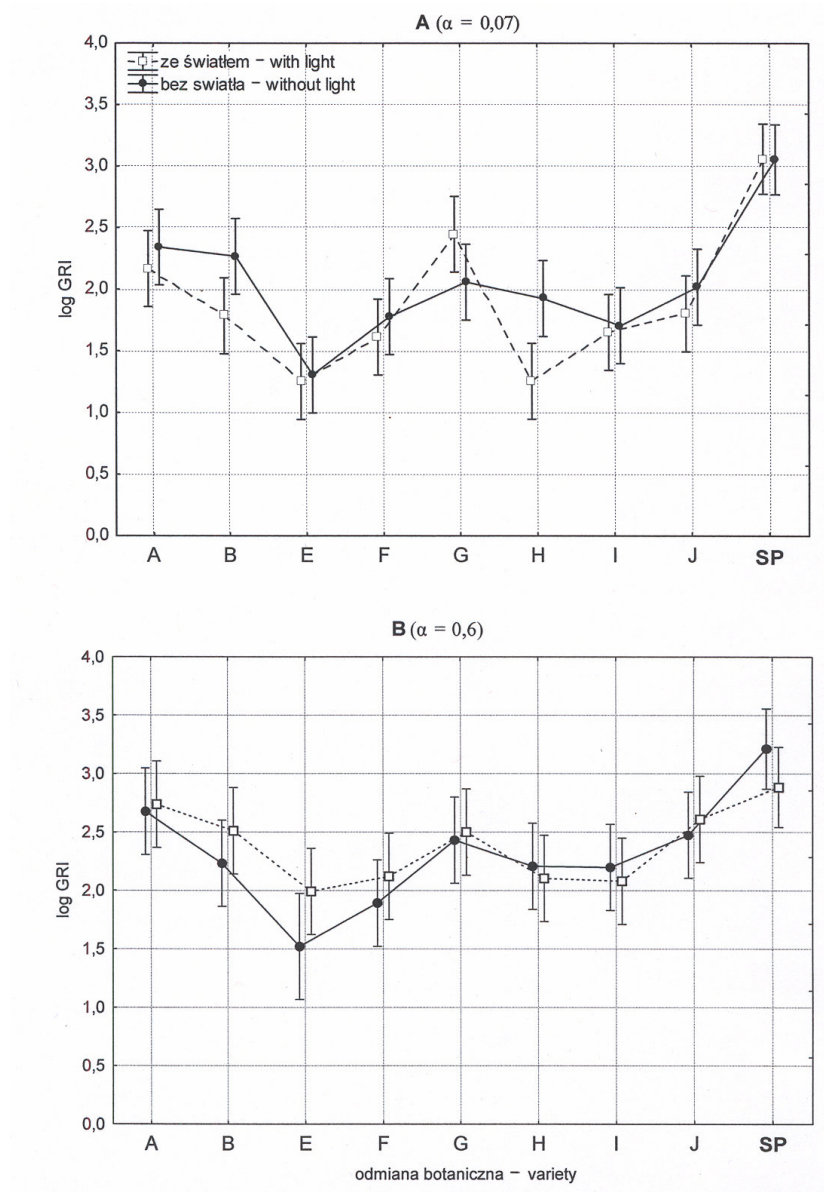 A (α = 0,07)
4,0
3,5
3,0
2,5
2,0
1,5
1,0
0,5
0,0
log GRI
ze światłem – with light
bez swiatła – without light
A B E F G H I J SP
B (α = 0,6)
4,0
3,5
3,0
2,5
2,0
1,5
1,0
0,5
0,0
log GRI
A B E F G H I J SP
odmiana botaniczna – variety